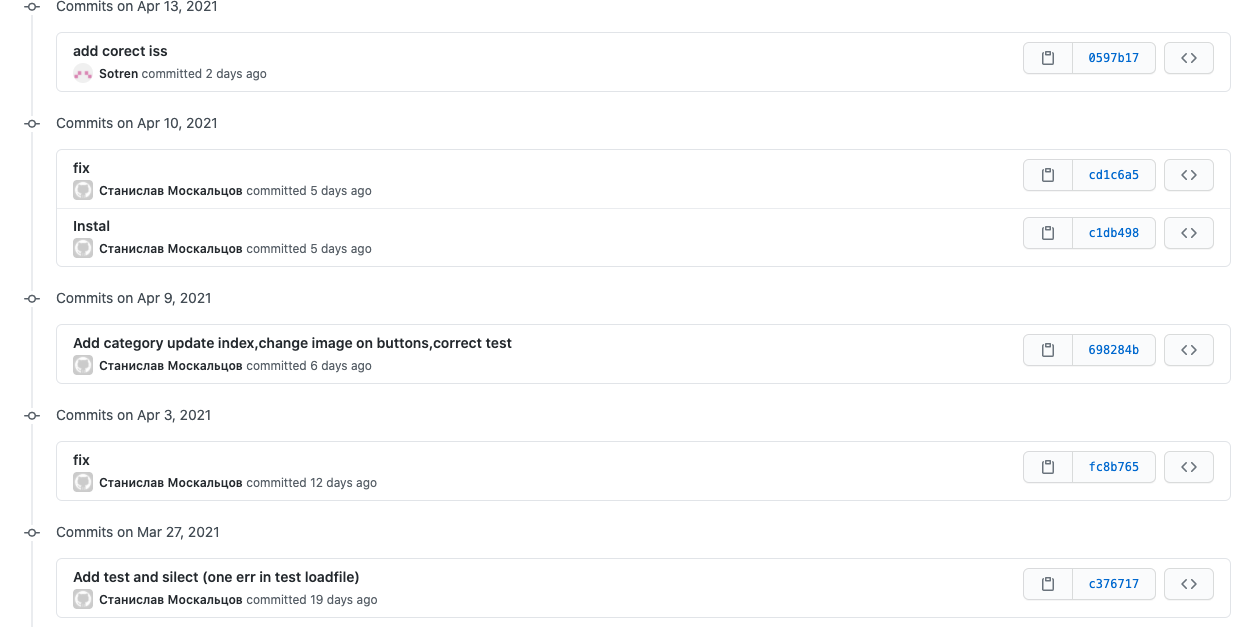 Commits on Apr 13, 2021
add corect iss
Sotren committed 2 days ago
0597b17
Commits on Apr 10, 2021
fix
Станислав Москальцов committed 5 days ago
cd1c6a5
Instal
Станислав Москальцов committed 5 days ago
c1db498
Commits on Apr 9, 2021
Add category update index,change image on buttons,correct test
Станислав Москальцов committed 6 days ago
698284b
Commits on Apr 3, 2021
fix
Станислав Москальцов committed 12 days ago
fc8b765
Commits on Mar 27, 2021
Add test and silect (one err in test loadfile)
Станислав Москальцов committed 19 days ago
c376717